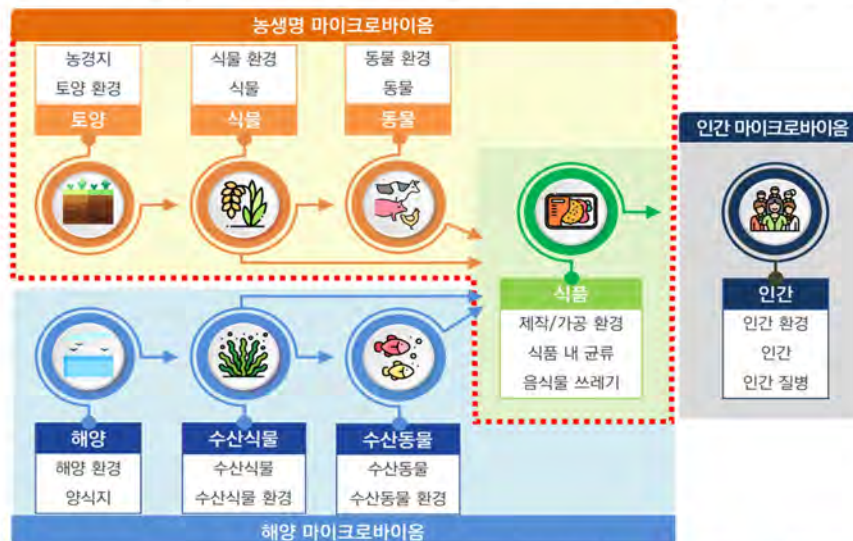 농생명 마이크로바이옴
농경지
토양 환경
토양
식물 환경
식물
식물
동물 환경
동물
동물
인간 마이크로바이옴
식품
제작/가공 환경
식품 내 균류
음식물 쓰레기
인간
인간 환경
인간
인간 질병
해양
해양 환경
양식지
수산식물
수산식물
수산식물 환경
수산동물
수산동물
수산동물 환경
해양 마이크로바이옴